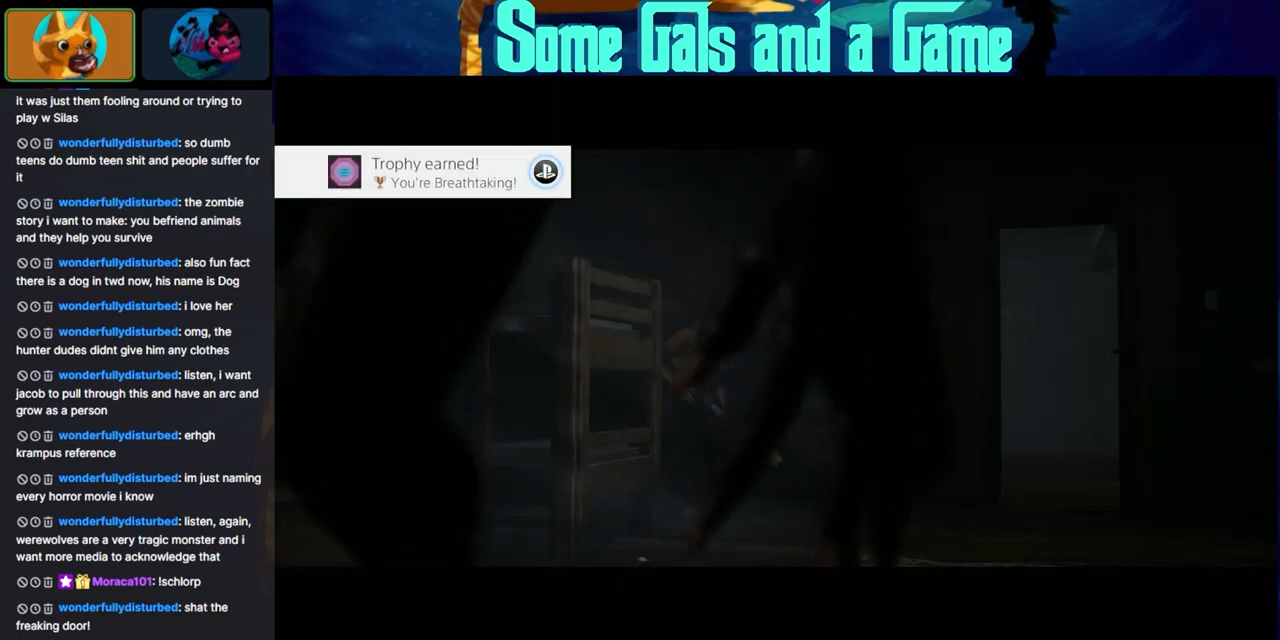 Some Gals and a Game
it was just them fooling around or trying to
play w Silas
wonderfullydisturbed: so dumb
teens do dumb teen shit and people suffer for
it
wonderfullydisturbed: the zombie
story i want to make: you befriend animals
and they help you survive
wonderfullydisturbed: also fun fact
there is a dog in twd now, his name is Dog
wonderfullydisturbed: i love her
wonderfullydisturbed: omg, the
hunter dudes didnt give him any clothes
wonderfullydisturbed: listen, i want
jacob to pull through this and have an arc and
grow as a person
wonderfullydisturbed: erhgh
krampus reference
wonderfullydisturbed: im just naming
every horror movie i know
wonderfullydisturbed: listen, again,
werewolves are a very tragic monster and i
want more media to acknowledge that
Moraca101: !schlorp
wonderfullydisturbed: shat the
freaking door!
Trophy earned!
You're Breathtaking!